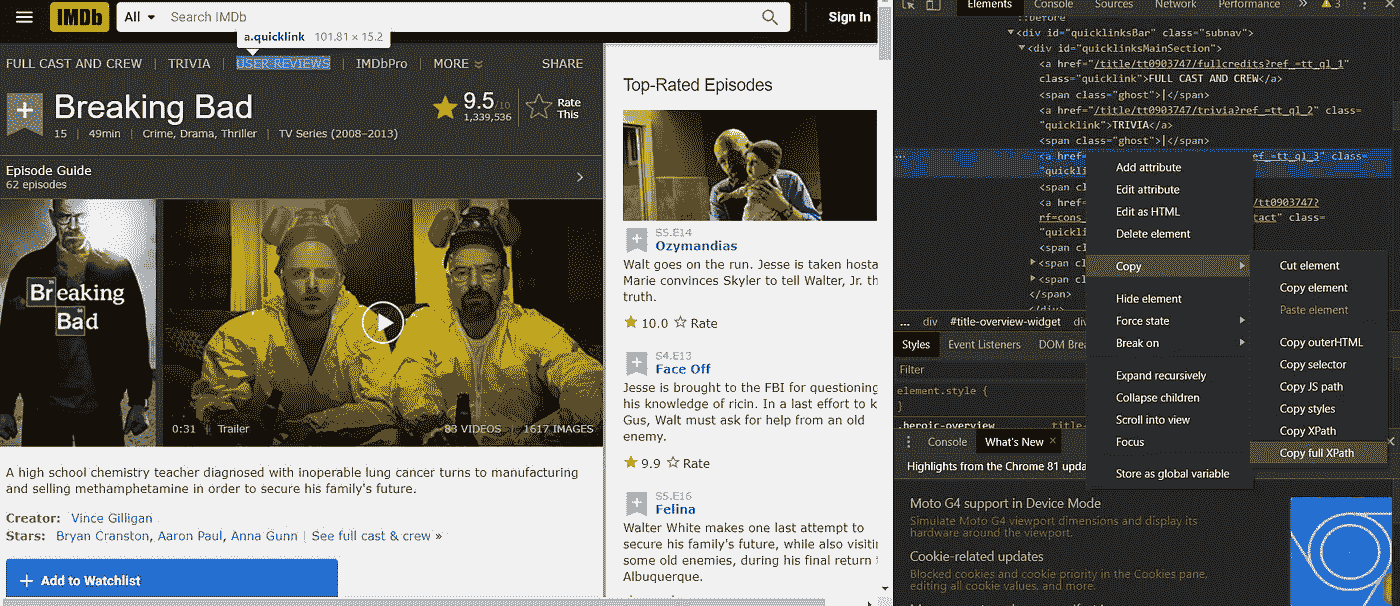 IMDb
All
Search IMDb
Sign In
a.quicklink 101.81 × 15.2
FULL CAST AND CREW | TRIVIA | USER REVIEWS | IMDbPro | MORE SHARE
+ Breaking Bad
9.5/10
1,339,536
Rate
This
15 | 49min | Crime, Drama, Thriller | TV Series (2008–2013)
Episode Guide
62 episodes
Breaking
Bad
0:31 | Trailer
83 VIDEOS | 1617 IMAGES
A high school chemistry teacher diagnosed with inoperable lung cancer turns to manufacturing
and selling methamphetamine in order to secure his family's future.
Creator: Vince Gilligan
Stars: Bryan Cranston, Aaron Paul, Anna Gunn | See full cast & crew »
+ Add to Watchlist
Top-Rated Episodes
S5.E14
Ozymandias
Walt goes on the run. Jesse is taken hosta
Marie convinces Skyler to tell Walter, Jr. th
truth.
10.0 Rate
S4.E13
Face Off
Jesse is brought to the FBI for questioning
his knowledge of ricin. In a last effort to k
Gus, Walt must ask for help from an old
enemy.
9.9 Rate
S5.E16
Felina
Walter White makes one last attempt to
secure his family's future, while also visitin
some old enemies, during his final return
Albuquerque.
Elements Console Sources Network Performance » 3
::before
<div id="quicklinksBar" class="subnav">
<div id="quicklinksMainSection">
<a href="/title/tt0903747/fullcredits?ref_=tt_ql_1"
class="quicklink">FULL CAST AND CREW</a>
<span class="ghost">|</span>
<a href="/title/tt0903747/trivia?ref_=tt_ql_2" class=
"quicklink">TRIVIA</a>
<span class="ghost">|</span>
<a href= ref_=tt_ql_3" class=
"quickli
<span c
<a href= /tt0903747?
rf=cons_ tact" class=
"quickli
<span c
<span c
<span c
</span>
</div>
... div #title-overview-widget div
Styles Event Listeners DOM Brea
Filter
element.style {
}
.heroic-overview title-
Console What's New ×
Highlights from the Chrome 81 upda
Moto G4 support in Device Mode
Simulate Moto G4 viewport dimensions and display its
hardware around the viewport.
Cookie-related updates
Blocked cookies and cookie priority in the Cookies pane,
editing all cookie values, and more.
Add attribute
Edit attribute
Edit as HTML
Delete element
Copy
Hide element
Force state
Break on
Expand recursively
Collapse children
Scroll into view
Focus
Store as global variable
Cut element
Copy element
Paste element
Copy outerHTML
Copy selector
Copy JS path
Copy styles
Copy XPath
Copy full XPath